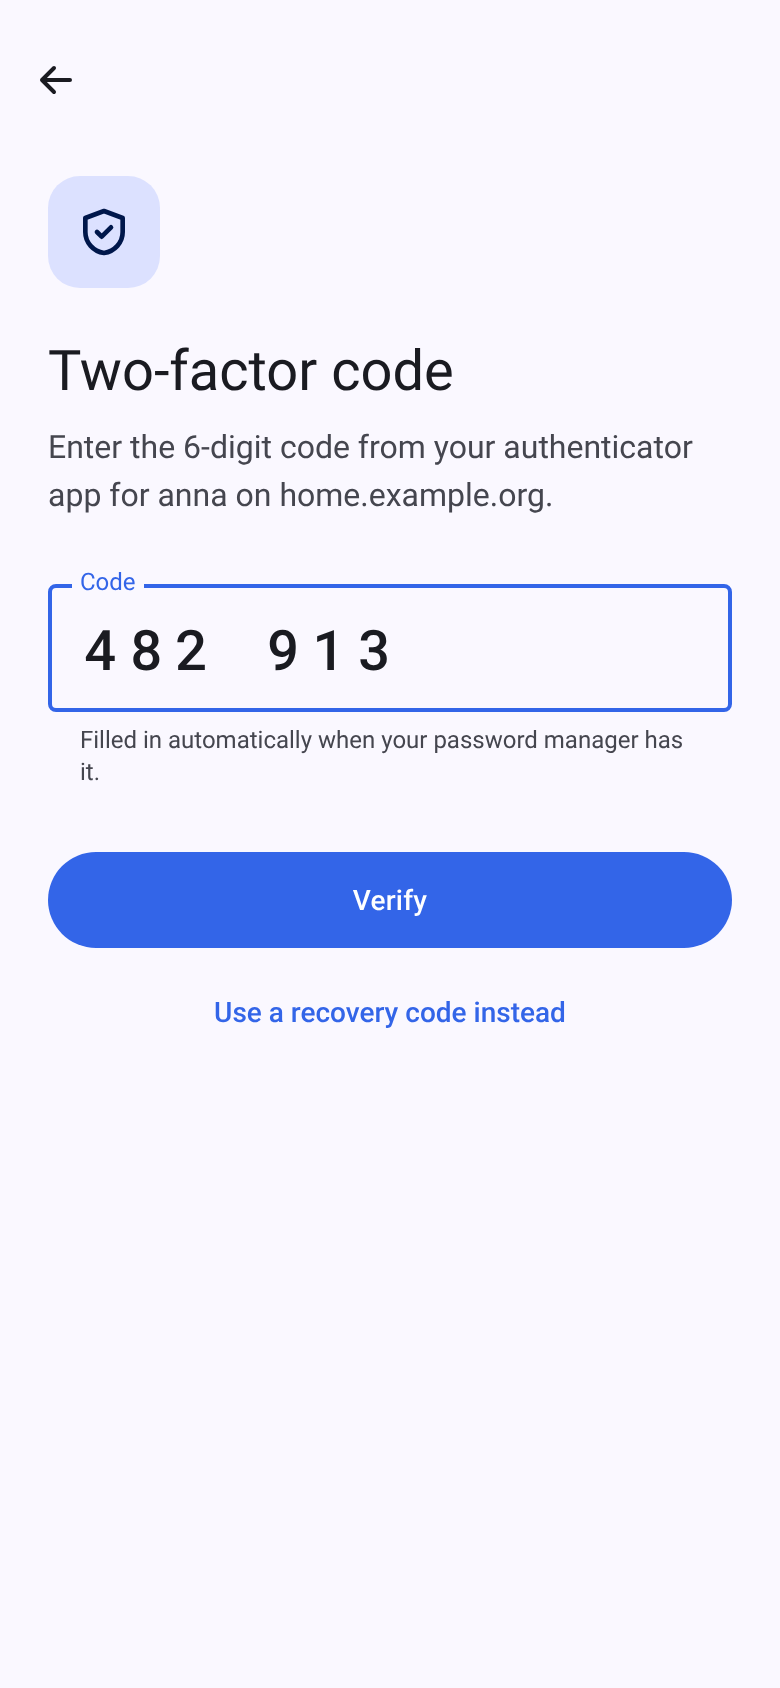 Two-factor code
Enter the 6-digit code from your authenticator
app for anna on home.example.org.
Code
482 913
Filled in automatically when your password manager has
it.
Verify
Use a recovery code instead